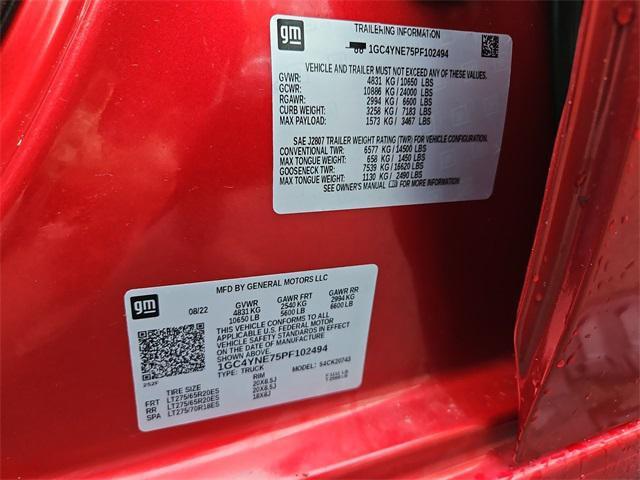 gm
TRAILERING INFORMATION
1GC4YNE75PF102494
VEHICLE AND TRAILER MUST NOT EXCEED ANY OF THESE VALUES.
GVWR: 4831 KG / 10650 LBS
GCWR: 10886 KG / 24000 LBS
RGAWR: 2994 KG / 6600 LBS
CURB WEIGHT: 3258 KG / 7183 LBS
MAX PAYLOAD: 1573 KG / 3467 LBS
SAE J2807 TRAILER WEIGHT RATING (TWR) FOR VEHICLE CONFIGURATION.
CONVENTIONAL TWR: 6577 KG / 14500 LBS
MAX TONGUE WEIGHT: 658 KG / 1450 LBS
GOOSENECK TWR: 7539 KG / 16620 LBS
MAX TONGUE WEIGHT: 1130 KG / 2490 LBS
SEE OWNER'S MANUAL FOR MORE INFORMATION
gm
MFD BY GENERAL MOTORS LLC
08/22 GVWR GAWR FRT GAWR RR
4831 KG 2540 KG 2994 KG
10650 LB 5600 LB 6600 LB
THIS VEHICLE CONFORMS TO ALL
APPLICABLE U.S. FEDERAL MOTOR
VEHICLE SAFETY STANDARDS IN EFFECT
ON THE DATE OF MANUFACTURE
SHOWN ABOVE.
1GC4YNE75PF102494
TYPE: TRUCK MODEL: S4CK20743
252F
TIRE SIZE RIM
FRT LT275/65R20ES 20X8.5J
RR LT275/65R20ES 20X8.5J
SPA LT275/70R18ES 18X8J